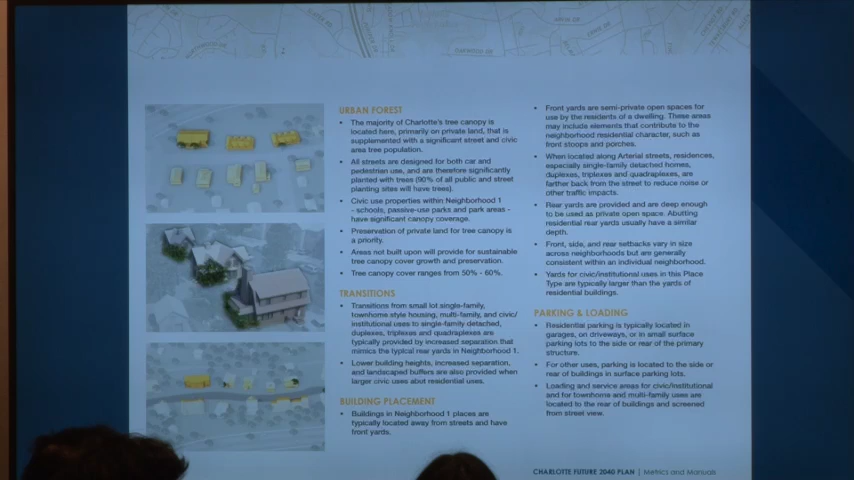 URBAN FOREST
The majority of Charlotte's tree canopy is
located here, primarily on private land, that is
supplemented with a significant street and civic
area tree population.
All streets are designed for both car and
pedestrian use, and are therefore significantly
planted with trees (90% of all public and street
planting sites will have trees).
Civic use properties within Neighborhood 1
- schools, passive-use parks and park areas -
have significant canopy coverage.
Preservation of private land for tree canopy is
a priority.
Areas not built upon will provide for sustainable
tree canopy cover growth and preservation.
Tree canopy cover ranges from 50% - 60%.
TRANSITIONS
Transitions from small lot single-family,
townhome style housing, multi-family, and civic/
institutional uses to single-family detached,
duplexes, triplexes and quadraplexes are
typically provided by increased separation that
mimics the typical rear yards in Neighborhood 1.
Lower building heights, increased separation,
and landscaped buffers are also provided when
larger civic uses abut residential uses.
BUILDING PLACEMENT
Buildings in Neighborhood 1 places are
typically located away from streets and have
front yards.
Front yards are semi-private open spaces for
use by the residents of a dwelling. These areas
may include elements that contribute to the
neighborhood residential character, such as
front stoops and porches.
When located along Arterial streets, residences,
especially single-family detached homes,
duplexes, triplexes and quadraplexes, are
farther back from the street to reduce noise or
other traffic impacts.
Rear yards are provided and are deep enough
to be used as private open space. Abutting
residential rear yards usually have a similar
depth.
Front, side, and rear setbacks vary in size
across neighborhoods but are generally
consistent within an individual neighborhood.
Yards for civic/institutional uses in this Place
Type are typically larger than the yards of
residential buildings.
PARKING & LOADING
Residential parking is typically located in
garages, on driveways, or in small surface
parking lots to the side or rear of the primary
structure.
For other uses, parking is located to the side or
rear of buildings in surface parking lots.
Loading and service areas for civic/institutional
and for townhome and multi-family uses are
located to the rear of buildings and screened
from street view.
CHARLOTTE FUTURE 2040 PLAN | Metrics and Manuals